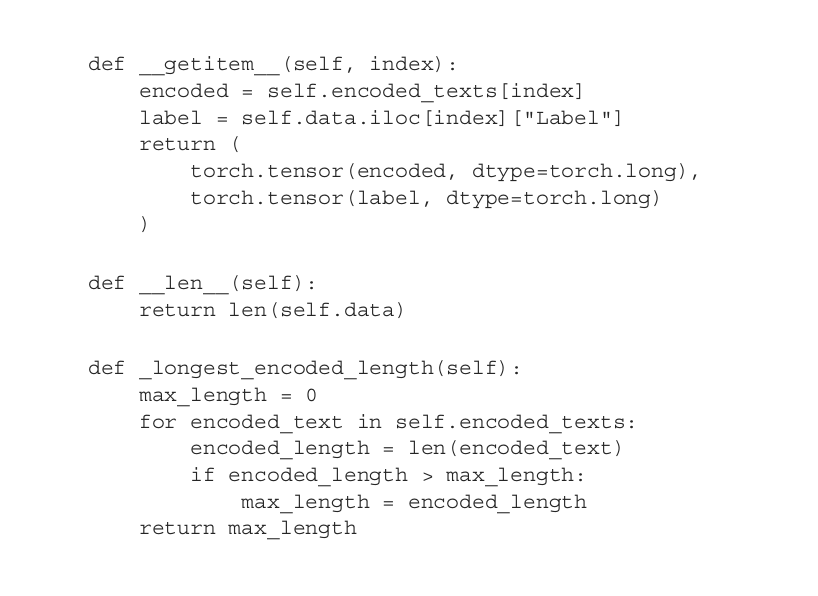 def __getitem__(self, index):
    encoded = self.encoded_texts[index]
    label = self.data.iloc[index]["Label"]
    return (
        torch.tensor(encoded, dtype=torch.long),
        torch.tensor(label, dtype=torch.long)
    )

def __len__(self):
    return len(self.data)

def _longest_encoded_length(self):
    max_length = 0
    for encoded_text in self.encoded_texts:
        encoded_length = len(encoded_text)
        if encoded_length > max_length:
            max_length = encoded_length
    return max_length